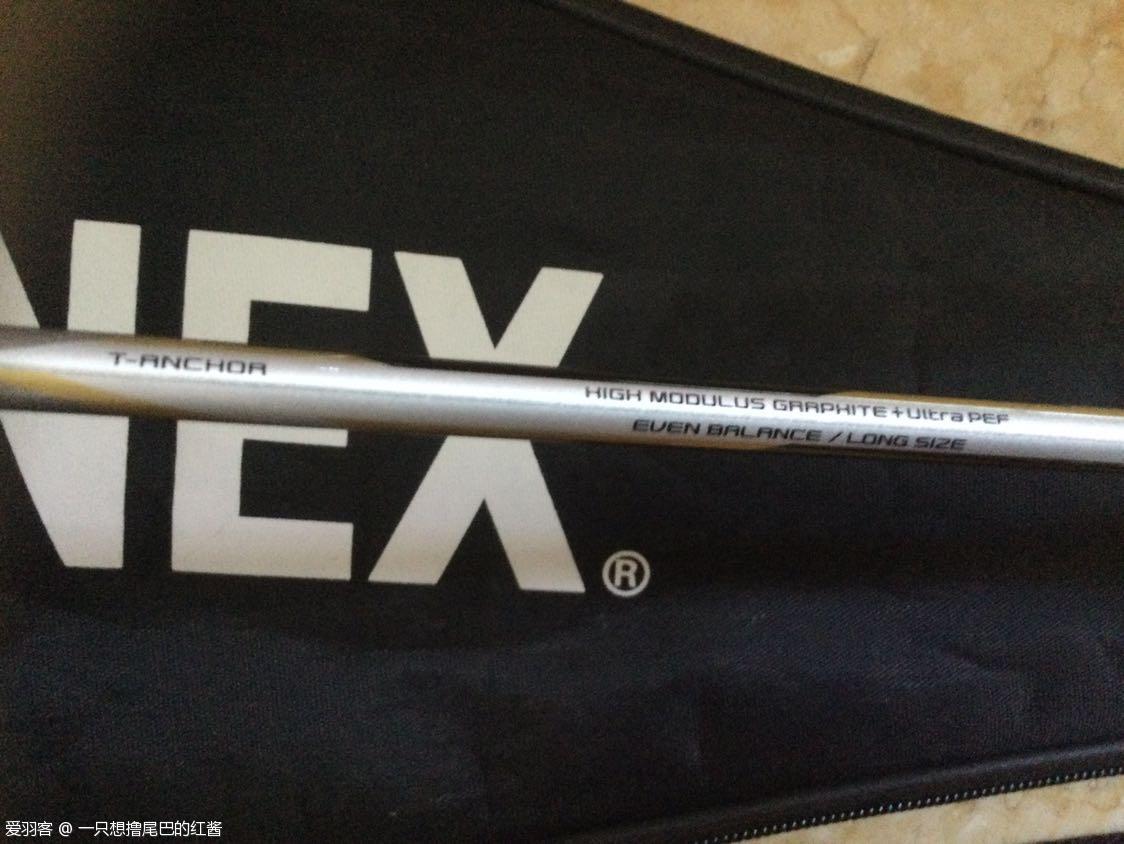 NEX®
T-ANCHOR
HIGH MODULUS GRAPHITE+Ultra PEF
EVEN BALANCE / LONG SIZE
爱羽客 @ 一只想撸尾巴的红酱